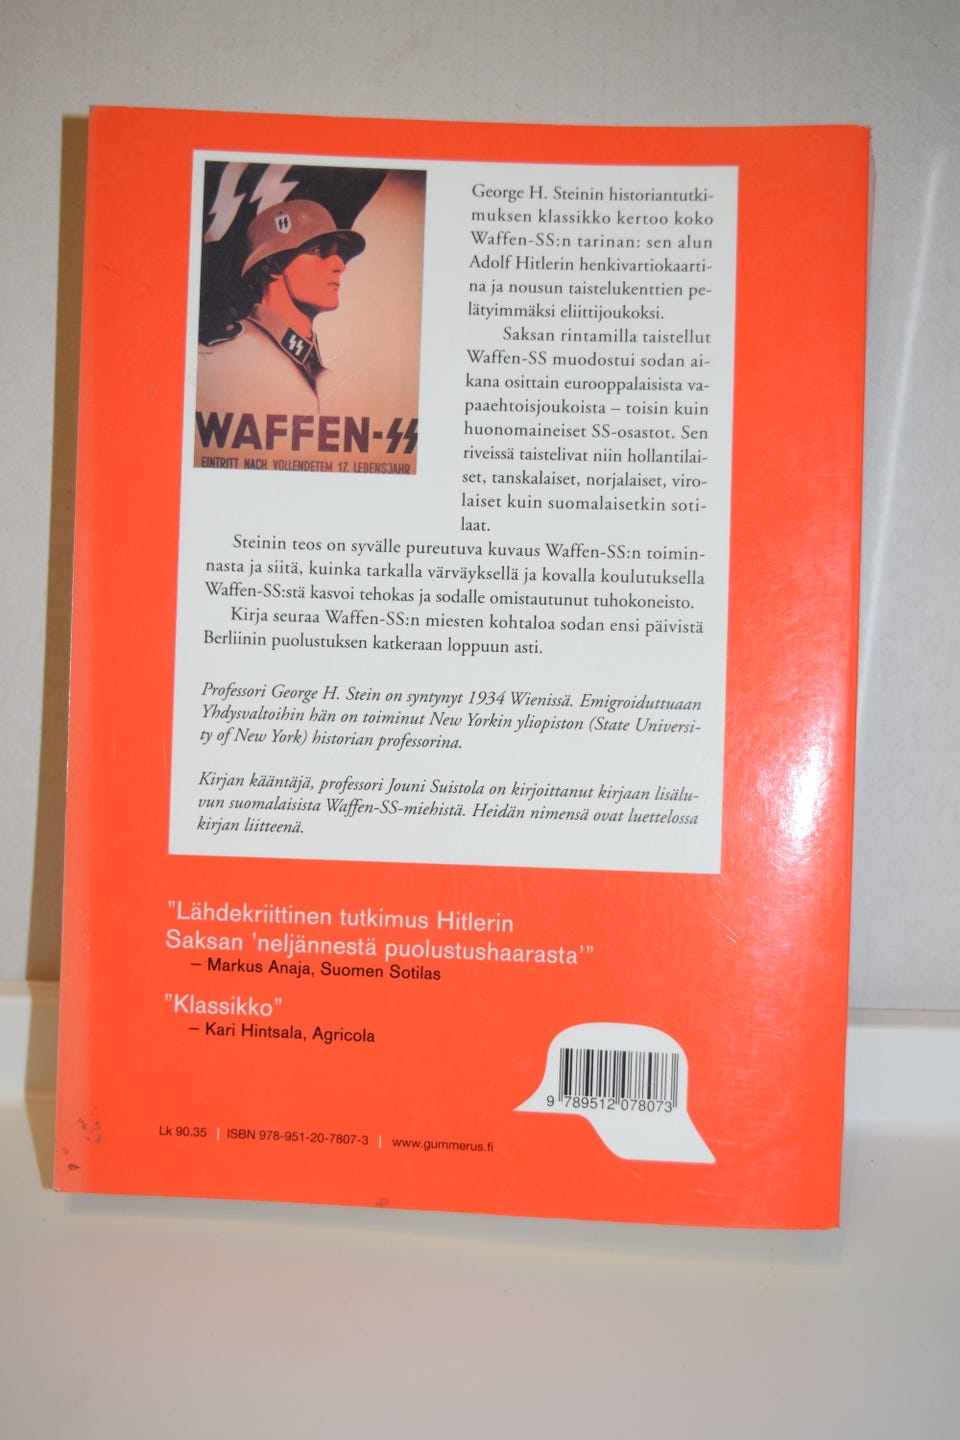 WAFFEN-SS
EINTRITT NACH VOLLENDETEM 17. LEBENSJAHR
George H. Steinin historiantutki-
muksen klassikko kertoo koko
Waffen-SS:n tarinan: sen alun
Adolf Hitlerin henkivartiokaarti-
na ja nousun taistelukenttien pe-
lätyimmäksi eliittijoukoksi.
Saksan rintamilla taistellut
Waffen-SS muodostui sodan ai-
kana osittain eurooppalaisista va-
paaehtoisjoukoista – toisin kuin
huonomaineiset SS-osastot. Sen
riveissä taistelivat niin hollantilai-
set, tanskalaiset, norjalaiset, viro-
laiset kuin suomalaisetkin soti-
laat.
Steinin teos on syvälle pureutuva kuvaus Waffen-SS:n toimin-
nasta ja siitä, kuinka tarkalla värväyksellä ja kovalla koulutuksella
Waffen-SS:stä kasvoi tehokas ja sodalle omistautunut tuhokoneisto.
Kirja seuraa Waffen-SS:n miesten kohtaloa sodan ensi päivistä
Berliinin puolustuksen katkeraan loppuun asti.
Professori George H. Stein on syntynyt 1934 Wienissä. Emigroiduttuaan
Yhdysvaltoihin hän on toiminut New Yorkin yliopiston (State Universi-
ty of New York) historian professorina.
Kirjan kääntäjä, professori Jouni Suistola on kirjoittanut kirjaan lisälu-
vun suomalaisista Waffen-SS-miehistä. Heidän nimensä ovat luettelossa
kirjan liitteenä.
"Lähdekriittinen tutkimus Hitlerin
Saksan 'neljännestä puolustushaarasta'"
– Markus Anaja, Suomen Sotilas
"Klassikko"
– Kari Hintsala, Agricola
9 789512 078073
Lk 90.35 | ISBN 978-951-20-7807-3 | www.gummerus.fi